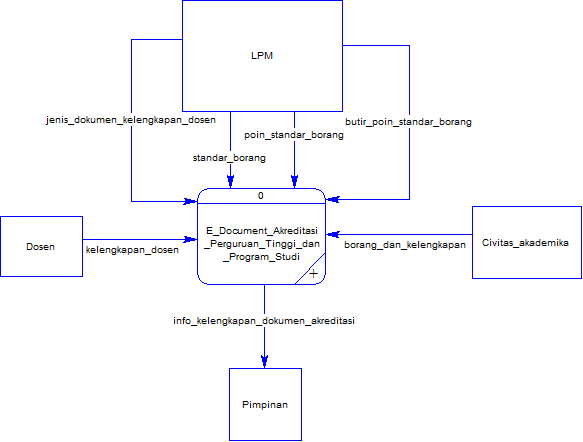 LPM
jenis_dokumen_kelengkapan_dosen
butir_poin_standar_borang
poin_standar_borang
standar_borang
0
E_Document_Akreditasi
_Perguruan_Tinggi_dan
_Program_Studi
+
Dosen
kelengkapan_dosen
borang_dan_kelengkapan
Civitas_akademika
info_kelengkapan_dokumen_akreditasi
Pimpinan